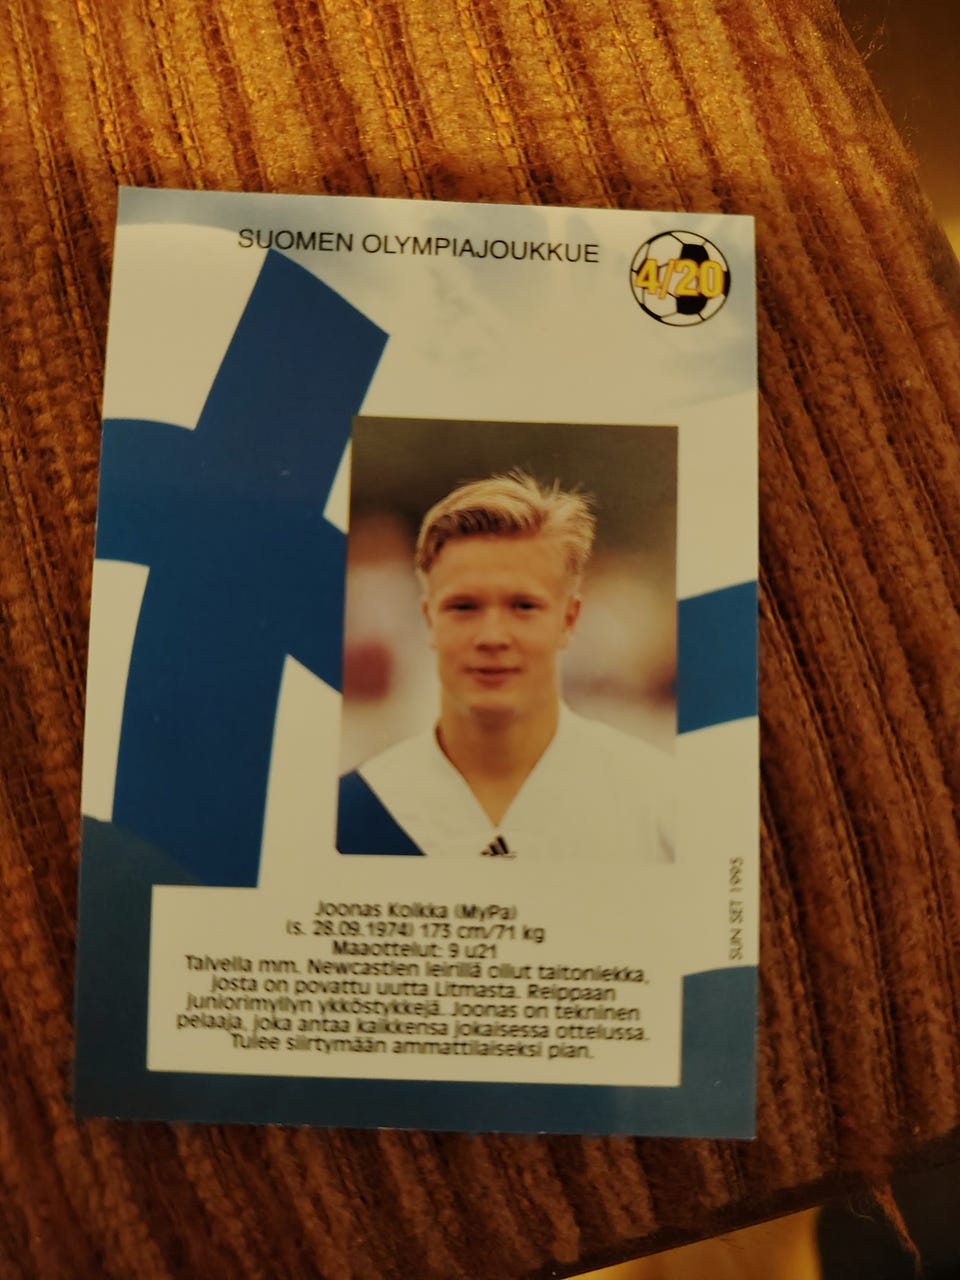 SUOMEN OLYMPIAJOUKKUE
4/20
Joonas Kolkka (MyPa)
(s. 28.09.1974) 173 cm/71 kg
Maaottelut: 9 u21
Talvella mm. Newcastlen leirillä ollut taitoniekka,
josta on povattu uutta Litmasta. Reippaan
juniorimyllyn ykköstykkejä. Joonas on tekninen
pelaaja, joka antaa kaikkensa jokaisessa ottelussa.
Tulee siirtymään ammattilaiseksi pian.
SUN SET 1995